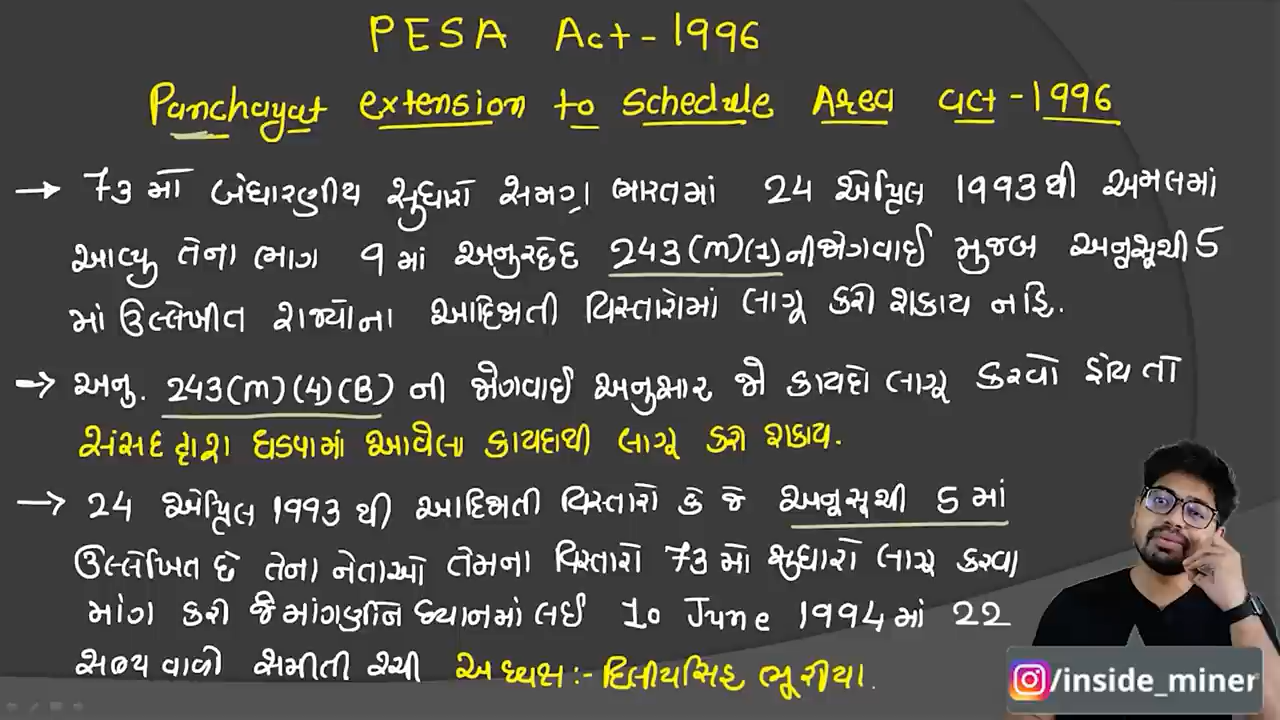 PESA Act-1996
Panchayat extension to Schedule Area act-1996
→ 73 માઁ બંધારણીય સુધારો સમગ્ર ભારતમાં 24 એપ્રિલ 1993 થી અમલમાં
આવ્યુ તેના ભાગ 9 માં અનુચ્છેદ 243(M)(1) ની જોગવાઈ મુજબ અનુસૂચી 5
માં ઉલ્લેખીત રાજ્યોના આદિજાતી વિસ્તારોમાં લાગૂ કરી શકાય નહિ.
→ અનુ. 243(M)(4)(B) ની જોગવાઈ અનુસાર જો કાયદો લાગૂ કરવો હોય તો
સંસદ દ્વારા ઘડવામાં આવેલા કાયદાથી લાગૂ કરી શકાય.
→ 24 એપ્રિલ 1993 થી આદિજાતી વિસ્તારો કે જે અનૂસૂચી 5 માં
ઉલ્લેખિત છે તેના નેતાઓ તેમના વિસ્તારો 73 મો સુધારો લાગૂ કરવા
માંગ કરી જે માંગણીને ધ્યાનમાં લઈ 10 June 1994 માં 22
સભ્ય વાળી સમીતી રચી અધ્યક્ષ :- દિલીપસિંહ ભૂરીયા.
/inside_miner